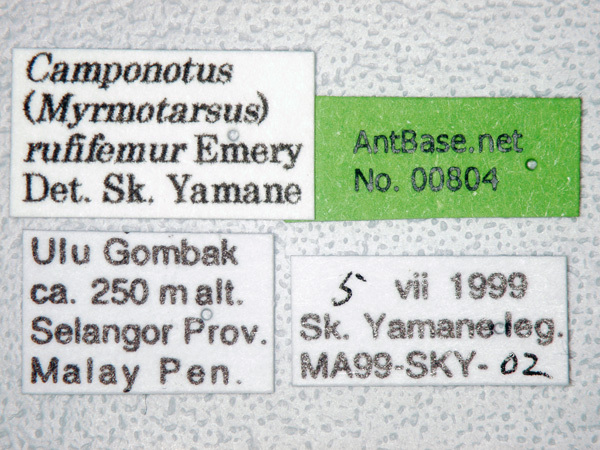 Camponotus
(Myrmotarsus)
rufifemur Emery
Det. Sk. Yamane
AntBase.net
No. 00804
Ulu Gombak
ca. 250 m alt.
Selangor Prov.
Malay Pen.
5 vii 1999
Sk. Yamane leg.
MA99-SKY-02